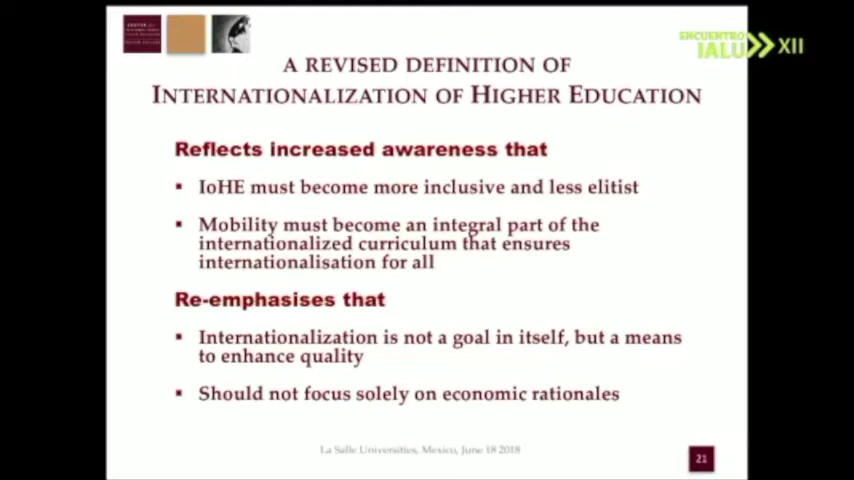 ENCUENTRO
IALU XII
A REVISED DEFINITION OF
INTERNATIONALIZATION OF HIGHER EDUCATION
Reflects increased awareness that
▪ IoHE must become more inclusive and less elitist
▪ Mobility must become an integral part of the
internationalized curriculum that ensures
internationalisation for all
Re-emphasises that
▪ Internationalization is not a goal in itself, but a means
to enhance quality
▪ Should not focus solely on economic rationales
La Salle Universities, Mexico, June 18 2018
21